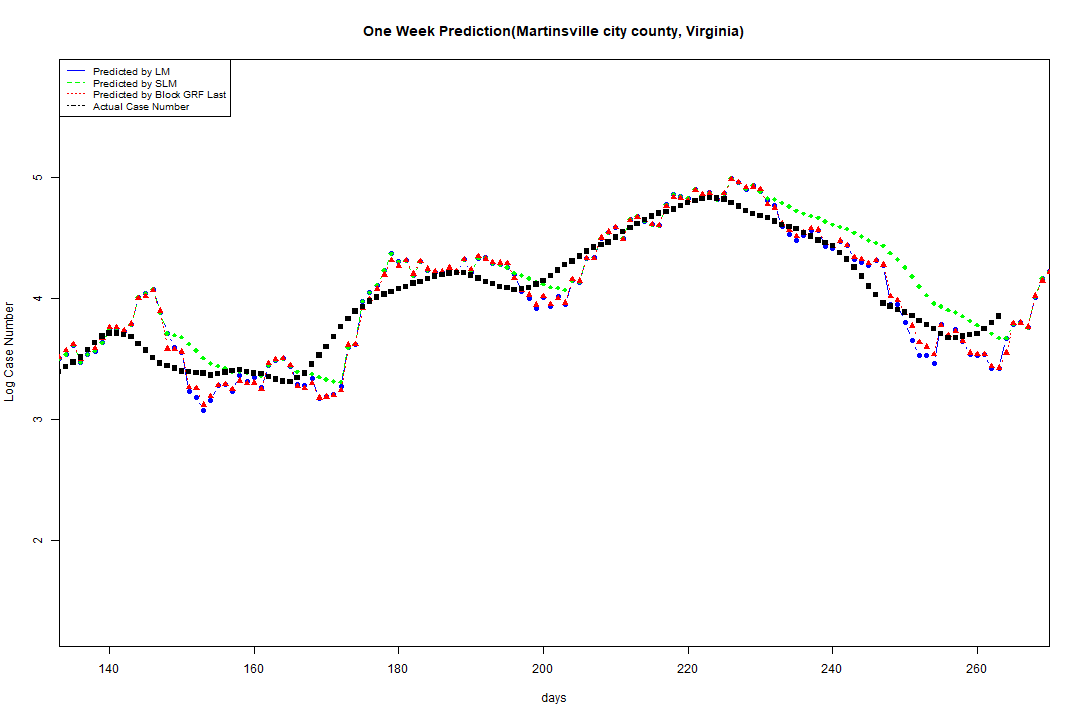 One Week Prediction(Martinsville city county, Virginia)
Predicted by LM
Predicted by SLM
Predicted by Block GRF Last
Actual Case Number
5
4
3
2
Log Case Number
140 160 180 200 220 240 260
days